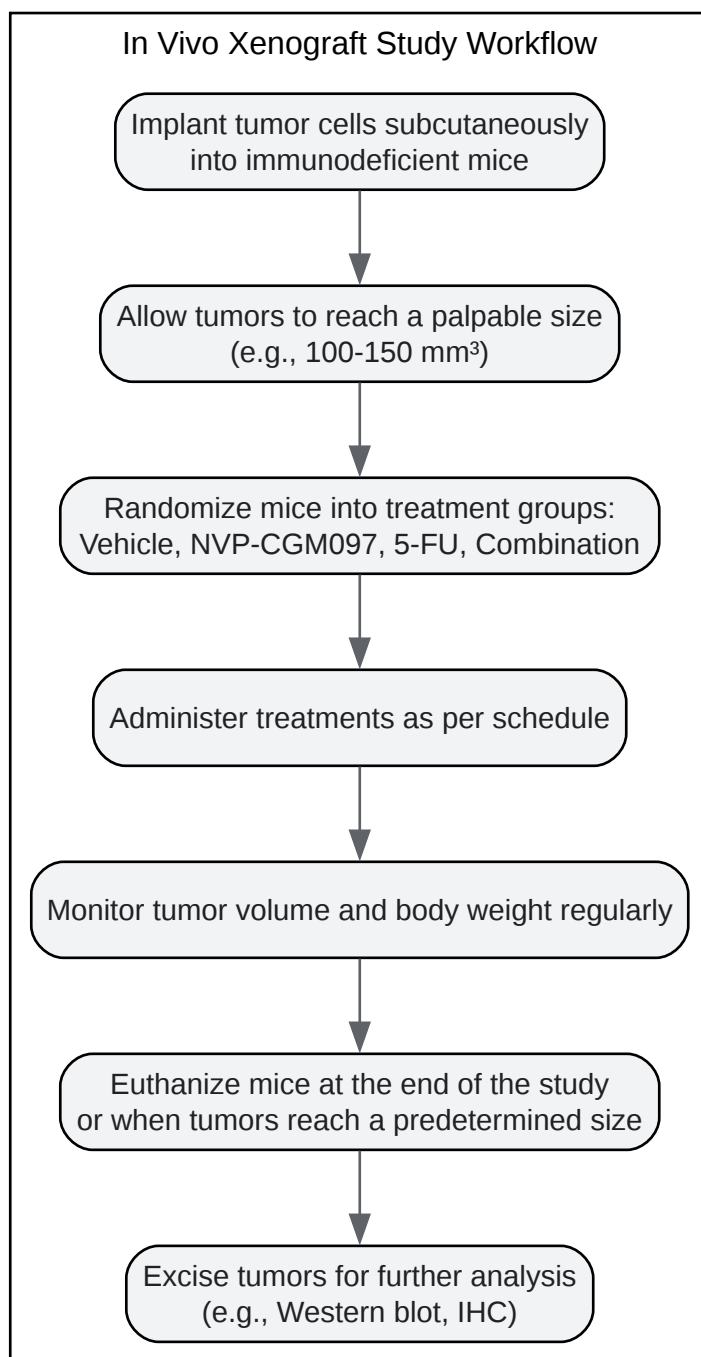 In Vivo Xenograft Study Workflow
Implant tumor cells subcutaneously
into immunodeficient mice
Allow tumors to reach a palpable size
(e.g., 100-150 mm³)
Randomize mice into treatment groups:
Vehicle, NVP-CGM097, 5-FU, Combination
Administer treatments as per schedule
Monitor tumor volume and body weight regularly
Euthanize mice at the end of the study
or when tumors reach a predetermined size
Excise tumors for further analysis
(e.g., Western blot, IHC)